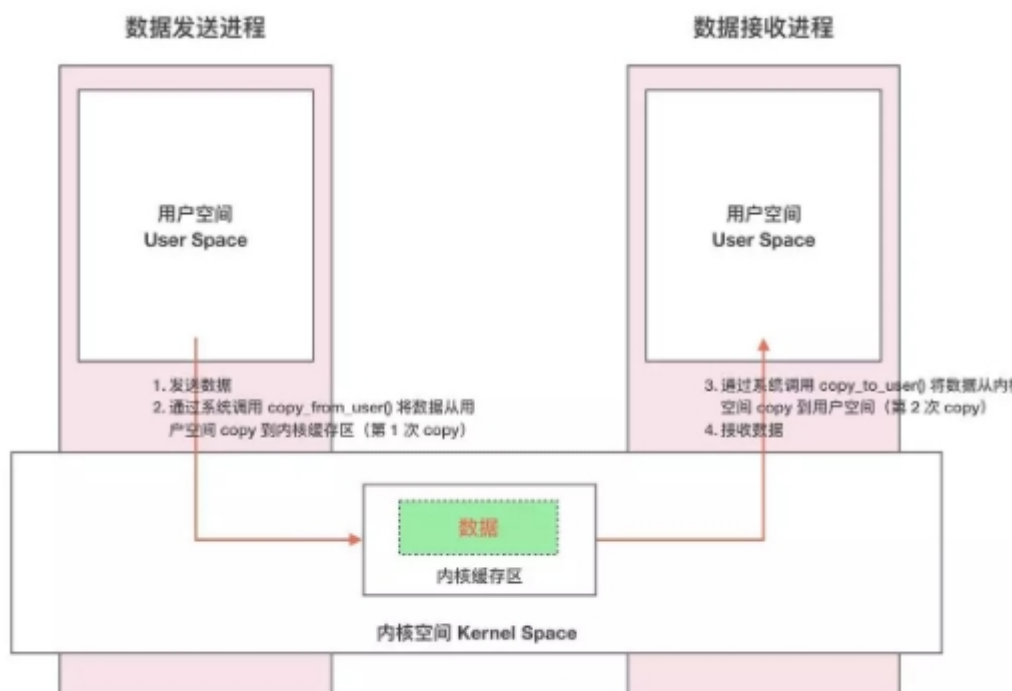 数据发送进程
数据接收进程
用户空间
User Space
用户空间
User Space
1. 发送数据
2. 通过系统调用 copy_from_user() 将数据从用
户空间 copy 到内核缓存区（第 1 次 copy）
3. 通过系统调用 copy_to_user() 将数据从内核
空间 copy 到用户空间（第 2 次 copy）
4. 接收数据
数据
内核缓存区
内核空间 Kernel Space